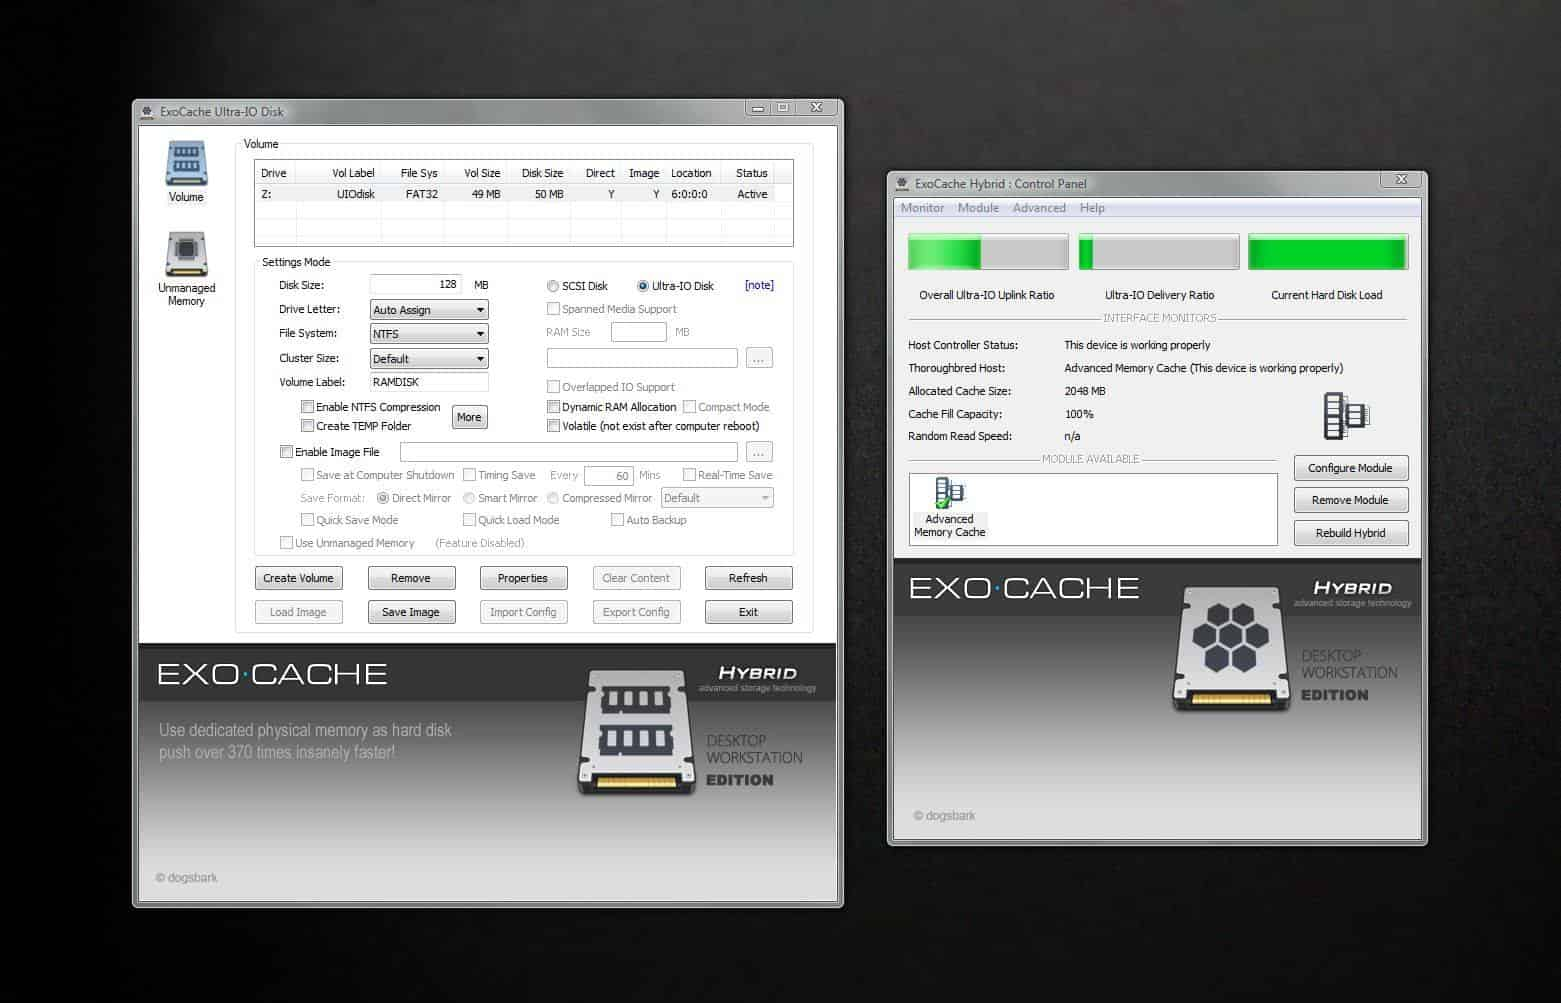 ExoCache Ultra-IO Disk
Volume
Unmanaged
Memory
Volume
Drive Vol Label File Sys Vol Size Disk Size Direct Image Location Status
Z: UIOdisk FAT32 49 MB 50 MB Y Y 6:0:0:0 Active
Settings Mode
Disk Size: 128 MB SCSI Disk Ultra-IO Disk [note]
Drive Letter: Auto Assign Spanned Media Support
File System: NTFS RAM Size MB
Cluster Size: Default ...
Volume Label: RAMDISK Overlapped IO Support
Enable NTFS Compression More Dynamic RAM Allocation Compact Mode
Create TEMP Folder Volatile (not exist after computer reboot)
Enable Image File ...
Save at Computer Shutdown Timing Save Every 60 Mins Real-Time Save
Save Format: Direct Mirror Smart Mirror Compressed Mirror Default
Quick Save Mode Quick Load Mode Auto Backup
Use Unmanaged Memory (Feature Disabled)
Create Volume Remove Properties Clear Content Refresh
Load Image Save Image Import Config Export Config Exit
EXO·CACHE
HYBRID
advanced storage technology
Use dedicated physical memory as hard disk
push over 370 times insanely faster!
DESKTOP
WORKSTATION
EDITION
© dogsbark
ExoCache Hybrid : Control Panel
Monitor Module Advanced Help
Overall Ultra-IO Uplink Ratio Ultra-IO Delivery Ratio Current Hard Disk Load
INTERFACE MONITORS
Host Controller Status: This device is working properly
Thoroughbred Host: Advanced Memory Cache (This device is working properly)
Allocated Cache Size: 2048 MB
Cache Fill Capacity: 100%
Random Read Speed: n/a
MODULE AVAILABLE
Advanced
Memory Cache
Configure Module
Remove Module
Rebuild Hybrid
EXO·CACHE
HYBRID
advanced storage technology
DESKTOP
WORKSTATION
EDITION
© dogsbark